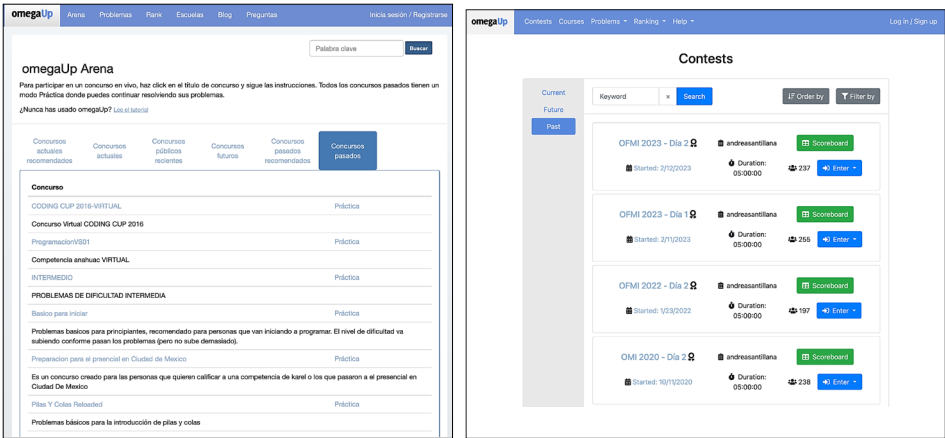 omegaUp Arena Problemas Rank Escuelas Blog Preguntas Inicia sesión / Registrarse
Palabra clave Buscar
omegaUp Arena
Para participar en un concurso en vivo, haz click en el título de concurso y sigue las instrucciones. Todos los concursos pasados tienen un
modo Práctica donde puedes continuar resolviendo sus problemas.
¿Nunca has usado omegaUp? Lee el tutorial
Concursos
actuales
recomendados
Concursos
actuales
Concursos
públicos
recientes
Concursos
futuros
Concursos
pasados
recomendados
Concursos
pasados
Concurso
CODING CUP 2016-VIRTUAL Práctica
Concurso Virtual CODING CUP 2016
ProgramacionVS01 Práctica
Competencia anahuac VIRTUAL
INTERMEDIO Práctica
PROBLEMAS DE DIFICULTAD INTERMEDIA
Basico para iniciar Práctica
Problemas basicos para principiantes, recomendado para personas que van iniciando a programar. El nivel de dificultad va
subiendo conforme pasan los problemas (pero no sube demasiado).
Preparacion para el presncial en Ciudad de Mexico Práctica
Es un concurso creado para las personas que quieren calificar a una competencia de karel o los que pasaron a el presencial en
Ciudad De Mexico
Pilas Y Colas Reloaded Práctica
Problemas básicos para la introducción de pilas y colas
omegaUp Contests Courses Problems Ranking Help Log in / Sign up
Contests
Current
Future
Past
Keyword × Search Order by Filter by
OFMI 2023 - Día 2 andreasantillana Scoreboard
Started: 2/12/2023 Duration: 05:00:00 237 Enter
OFMI 2023 - Día 1 andreasantillana Scoreboard
Started: 2/11/2023 Duration: 05:00:00 255 Enter
OFMI 2022 - Día 2 andreasantillana Scoreboard
Started: 1/23/2022 Duration: 05:00:00 197 Enter
OMI 2020 - Día 2 andreasantillana Scoreboard
Started: 10/11/2020 Duration: 05:00:00 238 Enter